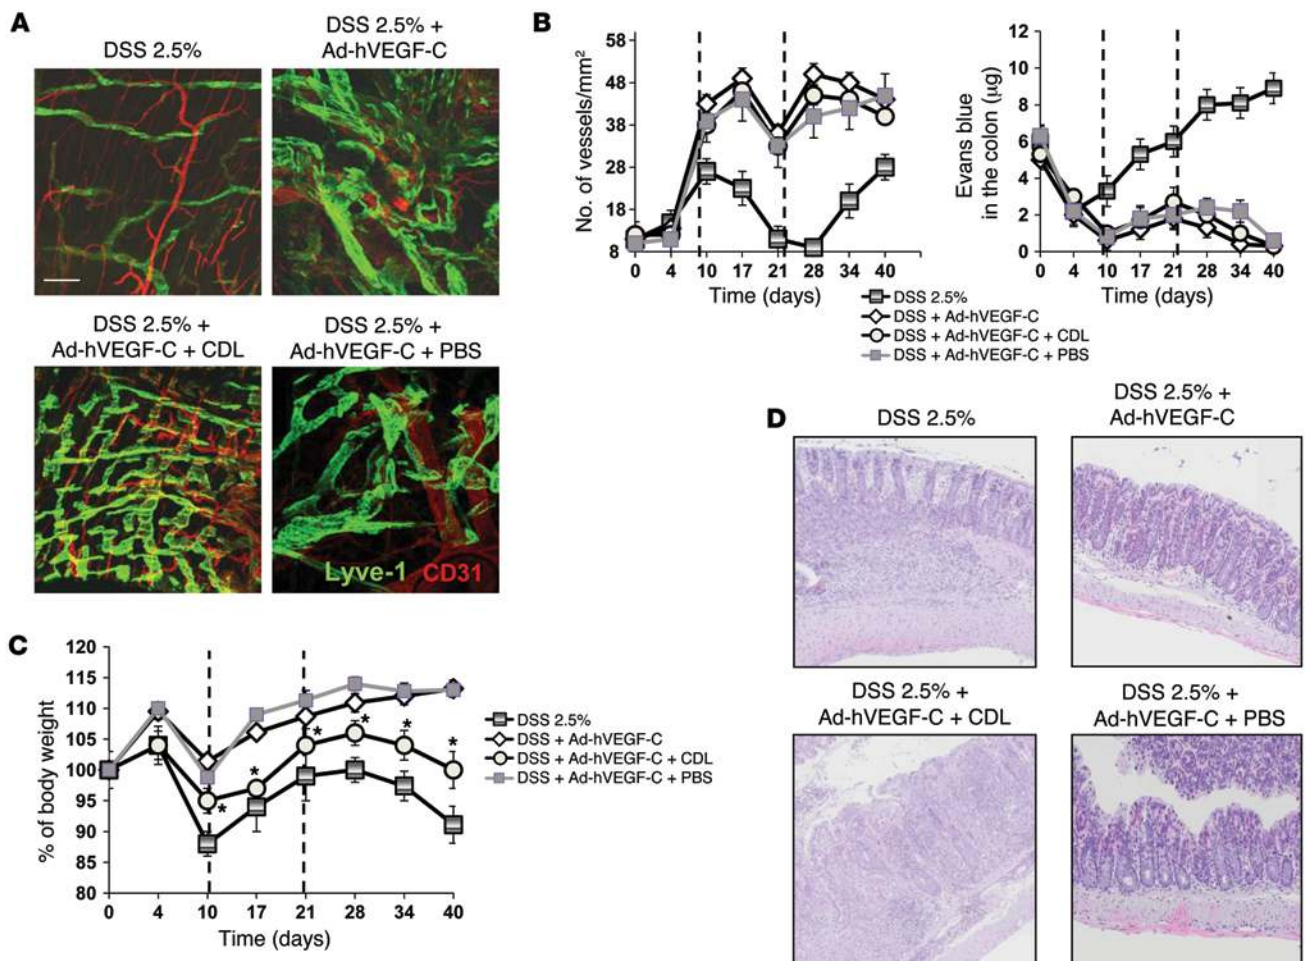 A
DSS 2.5%
DSS 2.5% +
Ad-hVEGF-C
DSS 2.5% +
Ad-hVEGF-C + CDL
DSS 2.5% +
Ad-hVEGF-C + PBS
Lyve-1 CD31
B
No. of vessels/mm²
58
48
38
28
18
8
0 4 10 17 21 28 34 40
Time (days)
Evans blue
in the colon (µg)
12
10
8
6
4
2
0
0 4 10 17 21 28 34 40
Time (days)
DSS 2.5%
DSS + Ad-hVEGF-C
DSS + Ad-hVEGF-C + CDL
DSS + Ad-hVEGF-C + PBS
C
% of body weight
120
115
110
105
100
95
90
85
80
* * * * * *
0 4 10 17 21 28 34 40
Time (days)
DSS 2.5%
DSS + Ad-hVEGF-C
DSS + Ad-hVEGF-C + CDL
DSS + Ad-hVEGF-C + PBS
D
DSS 2.5%
DSS 2.5% +
Ad-hVEGF-C
DSS 2.5% +
Ad-hVEGF-C + CDL
DSS 2.5% +
Ad-hVEGF-C + PBS